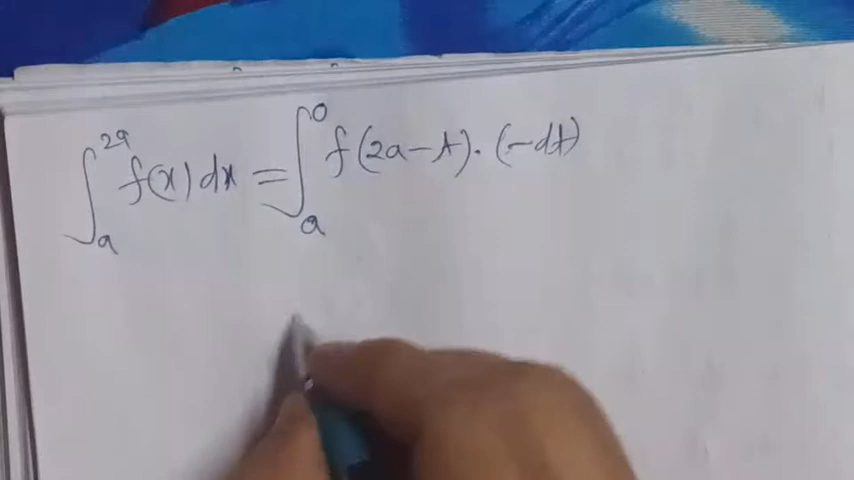 ∫_a^{2a} f(x) dx = ∫_a^0 f(2a-t). (-dt)